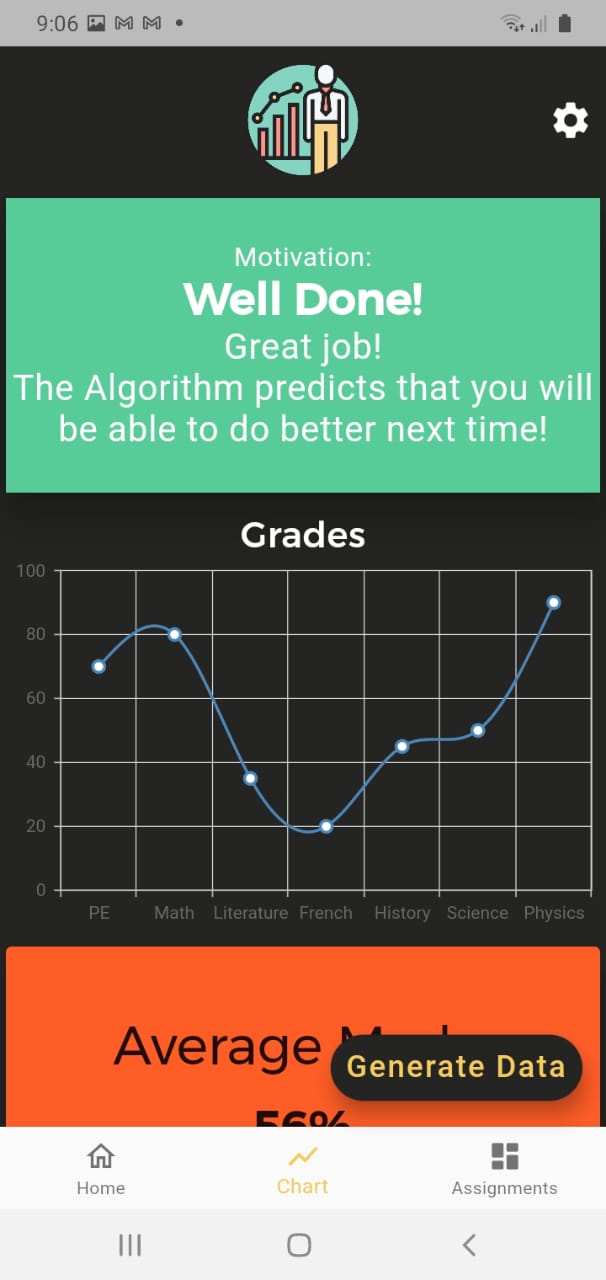 9:06
Motivation:
Well Done!
Great job!
The Algorithm predicts that you will
be able to do better next time!
Grades
100
80
60
40
20
0
PE Math Literature French History Science Physics
Average
Generate Data
56%
Home Chart Assignments